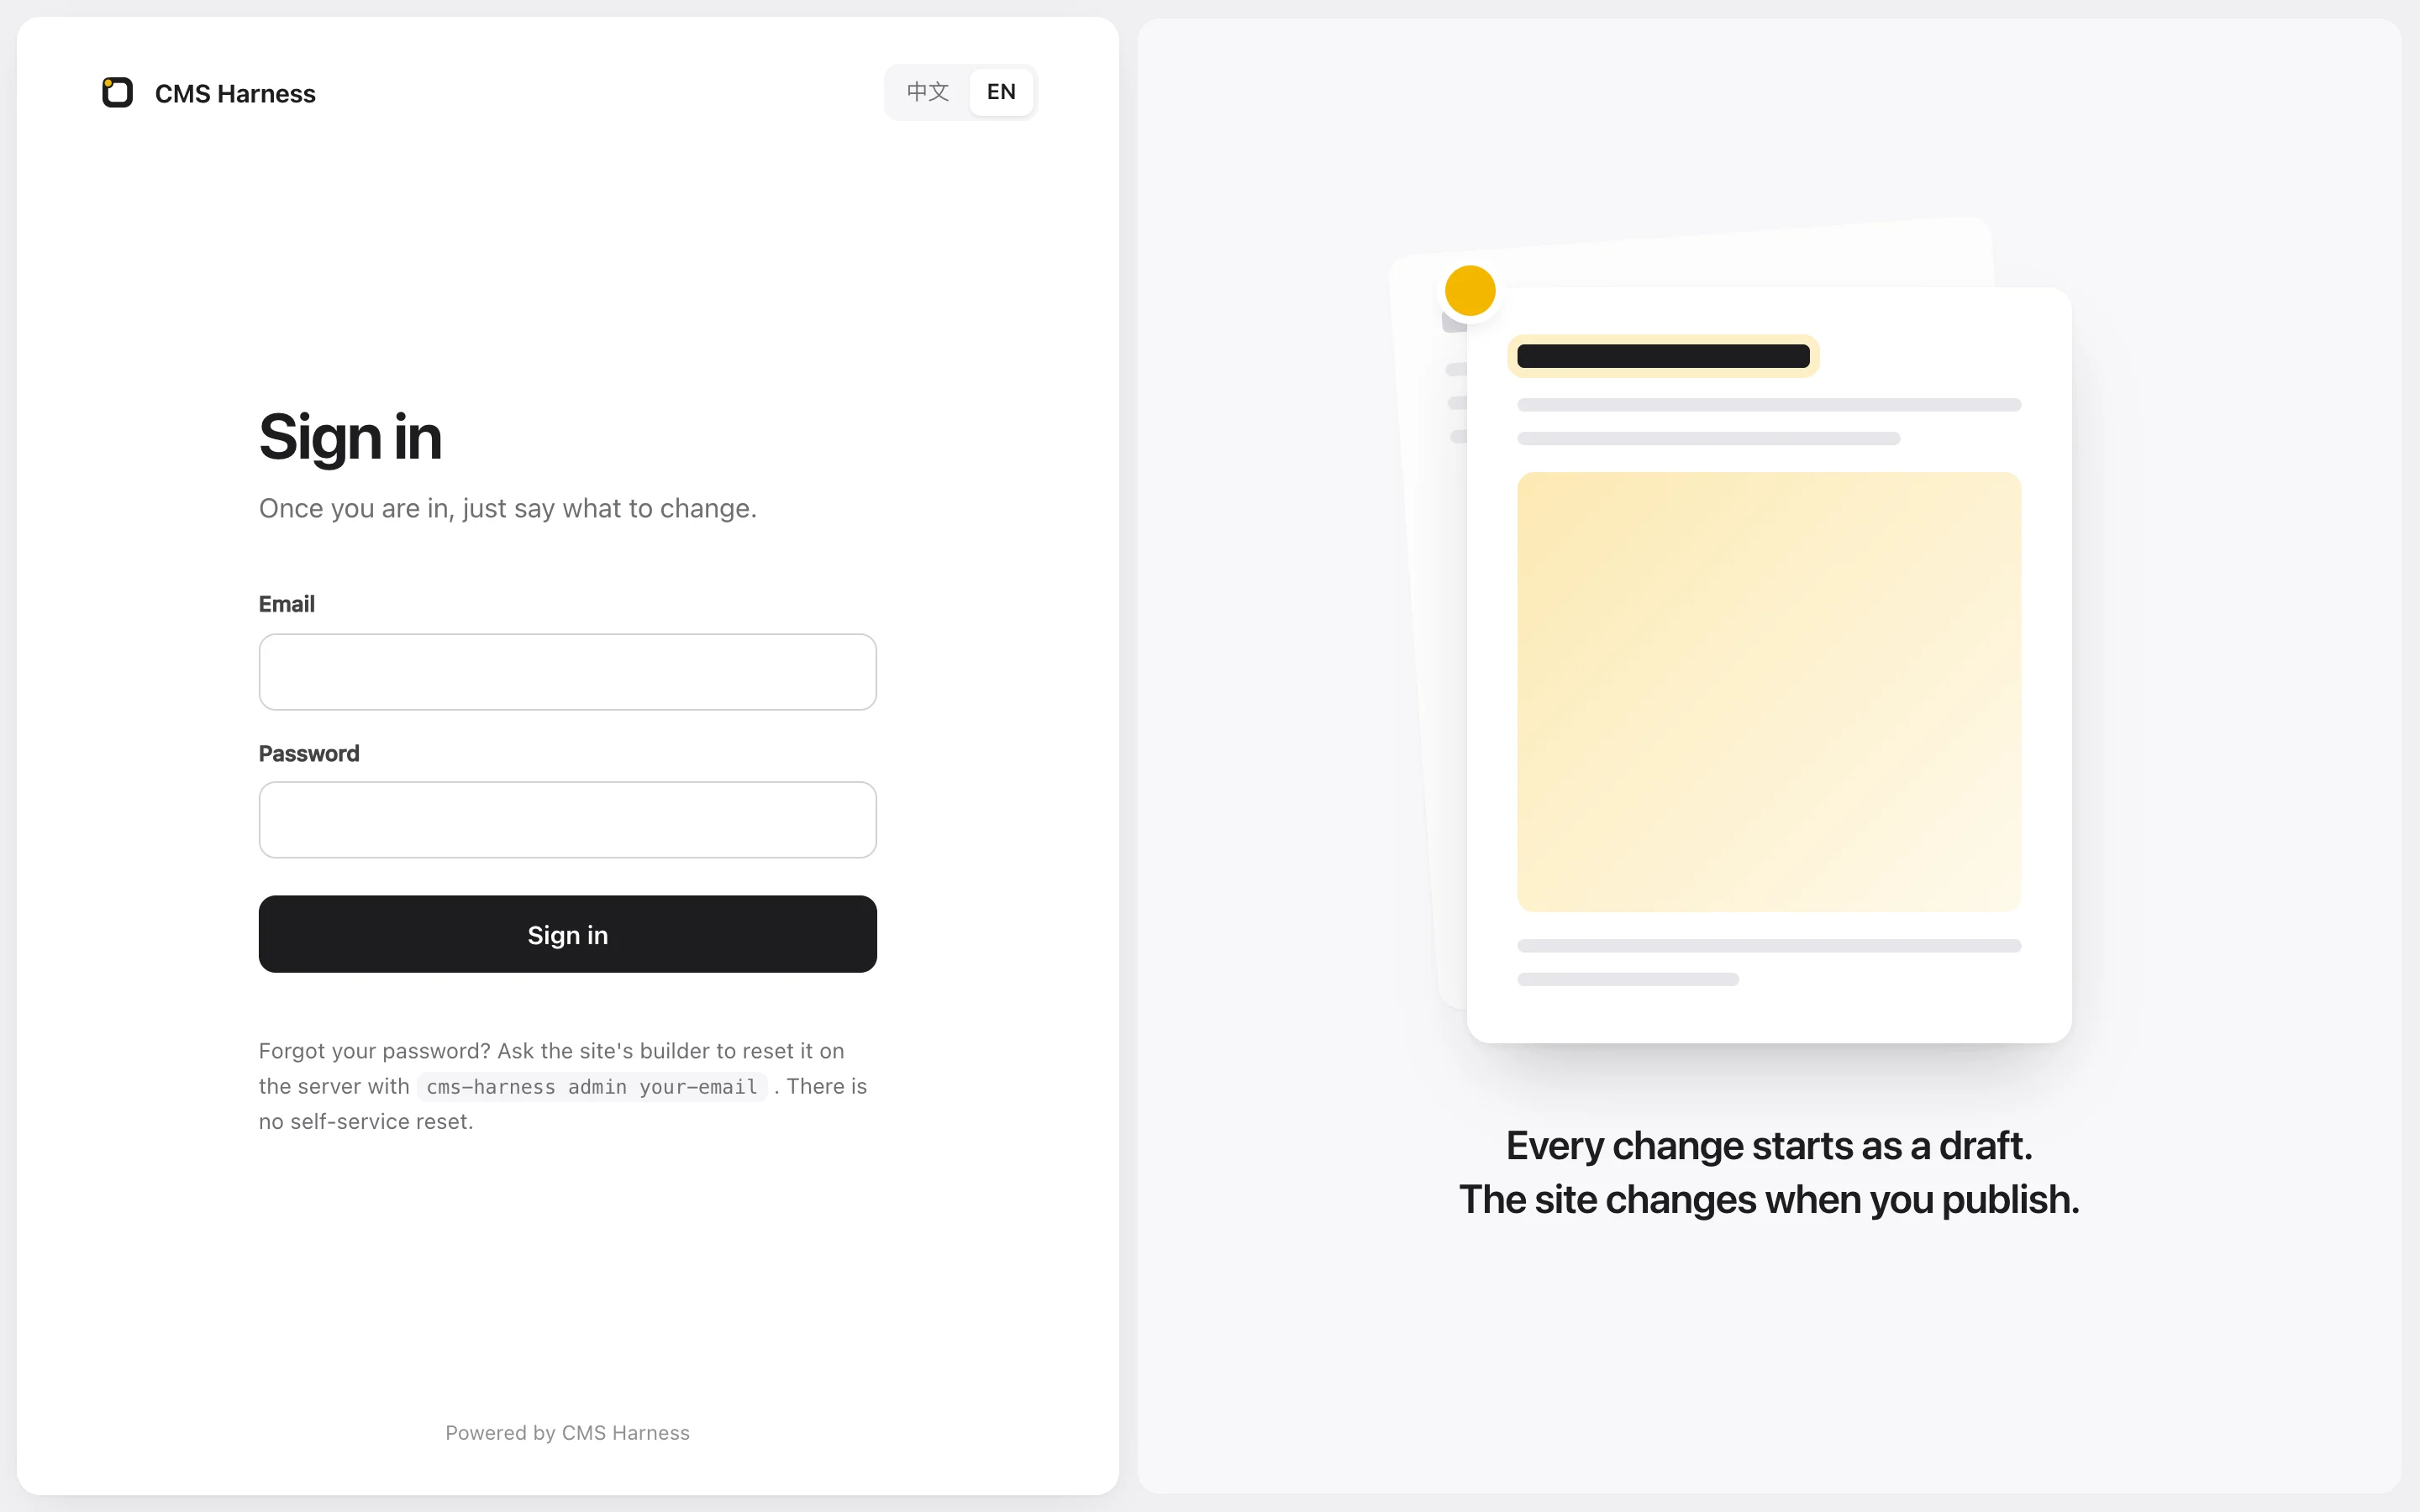 CMS Harness
中文
EN
Sign in
Once you are in, just say what to change.
Email
Password
Sign in
Forgot your password? Ask the site's builder to reset it on
the server with cms-harness admin your-email . There is
no self-service reset.
Powered by CMS Harness
Every change starts as a draft.
The site changes when you publish.